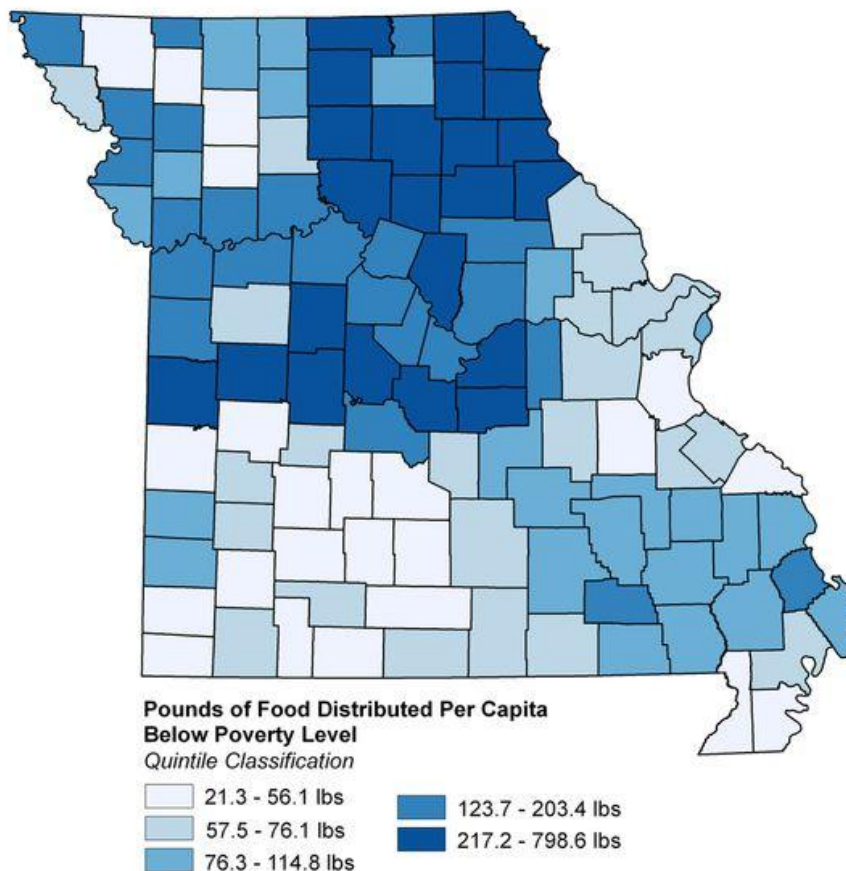 Pounds of Food Distributed Per Capita
Below Poverty Level
Quintile Classification
21.3 - 56.1 lbs
57.5 - 76.1 lbs
76.3 - 114.8 lbs
123.7 - 203.4 lbs
217.2 - 798.6 lbs